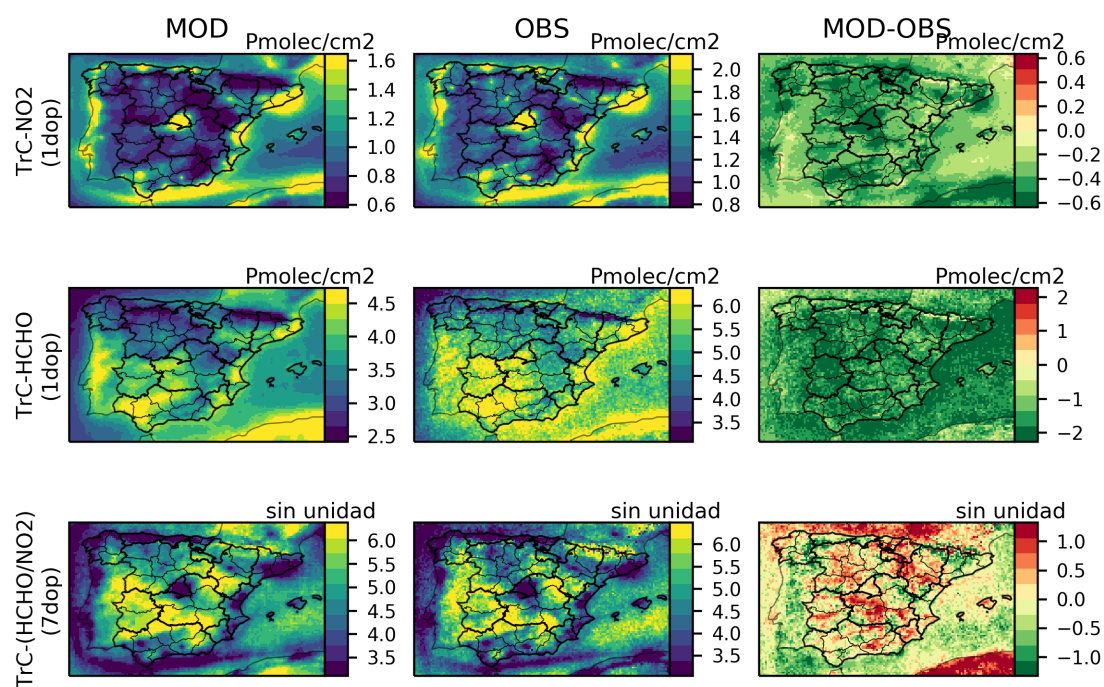 MOD OBS MOD-OBS
Pmolec/cm2 Pmolec/cm2 Pmolec/cm2
TrC-NO2
(1dop)
1.6 2.0 0.6
1.4 1.8 0.4
1.2 1.6 0.2
1.0 1.4 0.0
0.8 1.2 −0.2
0.6 1.0 −0.4
0.8 −0.6
Pmolec/cm2 Pmolec/cm2 Pmolec/cm2
TrC-HCHO
(1dop)
4.5 6.0 2
4.0 5.5 1
3.5 5.0 0
3.0 4.5 −1
2.5 4.0 −2
3.5
sin unidad sin unidad sin unidad
TrC-(HCHO/NO2)
(7dop)
6.0 6.0 1.0
5.5 5.5 0.5
5.0 5.0 0.0
4.5 4.5 −0.5
4.0 4.0 −1.0
3.5 3.5